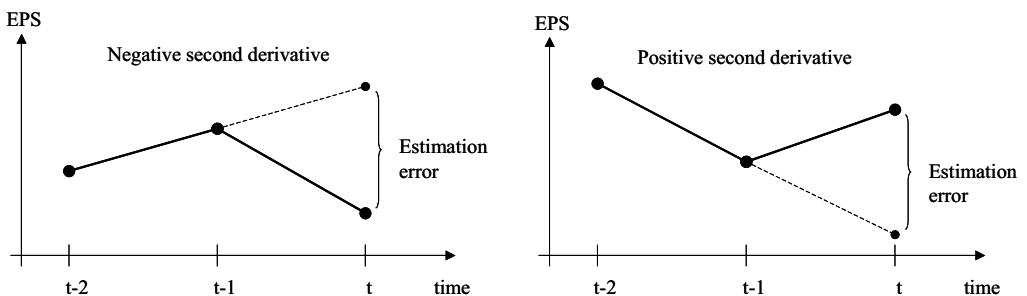 EPS
Negative second derivative
Estimation
error
t-2
t-1
t
time
EPS
Positive second derivative
Estimation
error
t-2
t-1
t
time